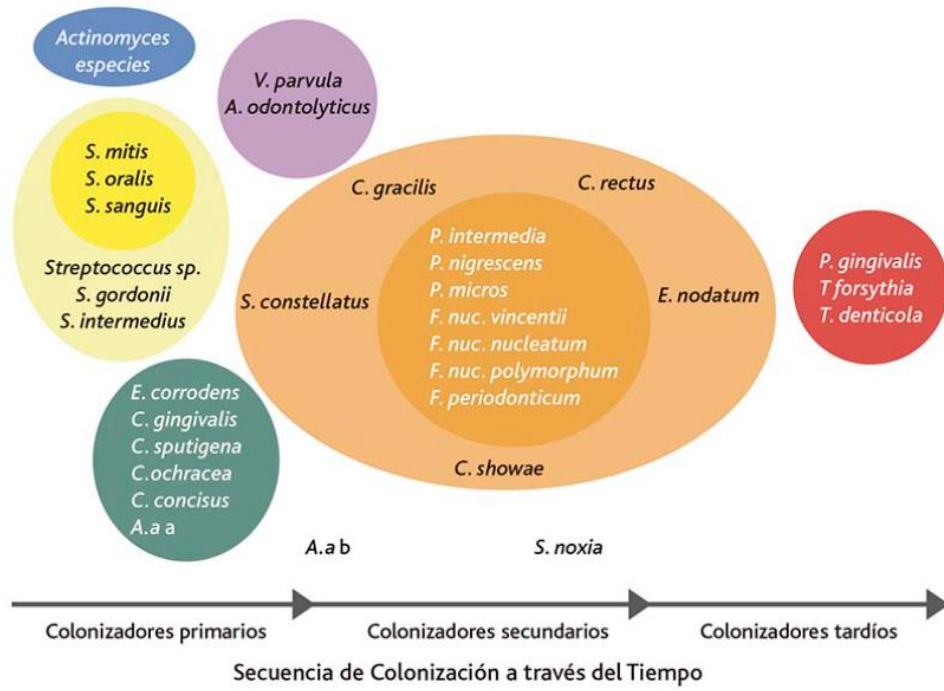 Actinomyces
especies
V. parvula
A. odontolyticus
S. mitis
S. oralis
S. sanguis
Streptococcus sp.
S. gordonii
S. intermedius
E. corrodens
C. gingivalis
C. sputigena
C.ochracea
C. concisus
A.a a
C. gracilis
C. rectus
S. constellatus
P. intermedia
P. nigrescens
P. micros
F. nuc. vincentii
F. nuc. nucleatum
F. nuc. polymorphum
F. periodonticum
E. nodatum
C. showae
P. gingivalis
T forsythia
T. denticola
A.a b
S. noxia
Colonizadores primarios
Colonizadores secundarios
Colonizadores tardíos
Secuencia de Colonización a través del Tiempo